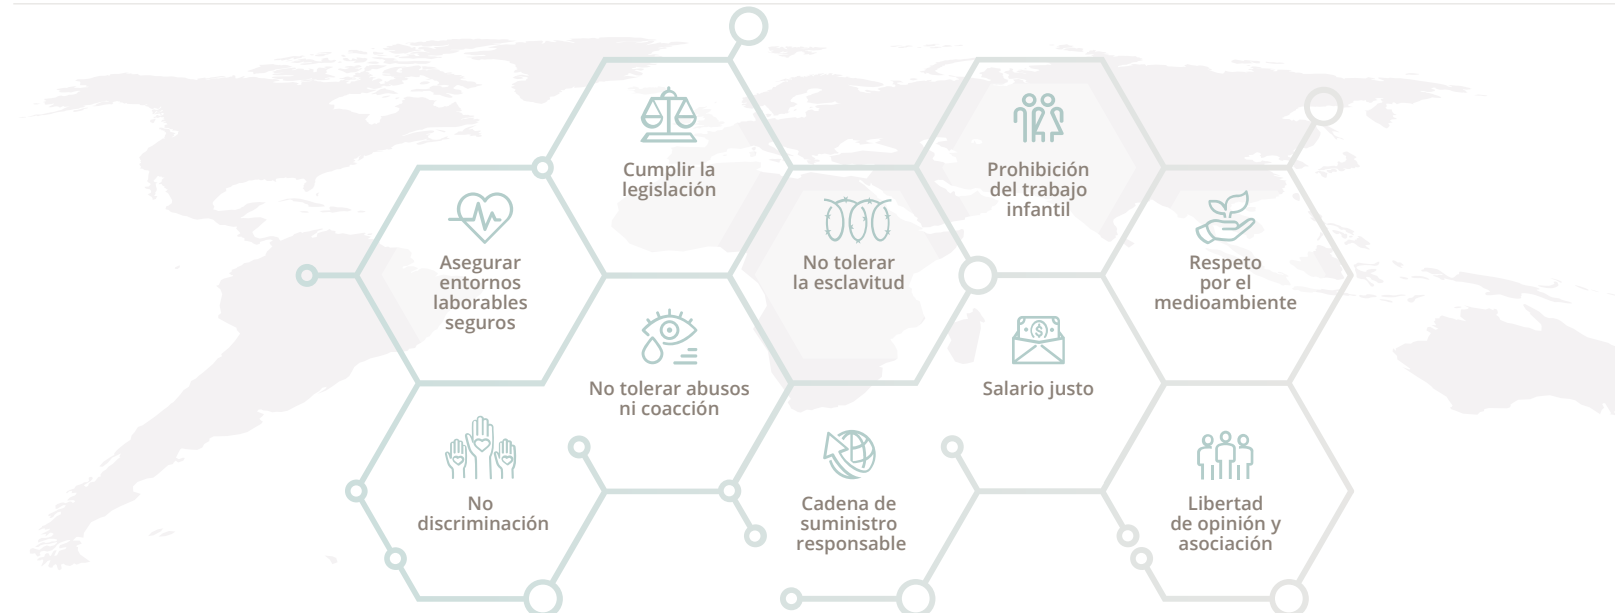 Cumplir la
legislación
Prohibición
del trabajo
infantil
Asegurar
entornos
laborables
seguros
No tolerar
la esclavitud
Respeto
por el
medioambiente
No tolerar abusos
ni coacción
Salario justo
No
discriminación
Cadena de
suministro
responsable
Libertad
de opinión y
asociación